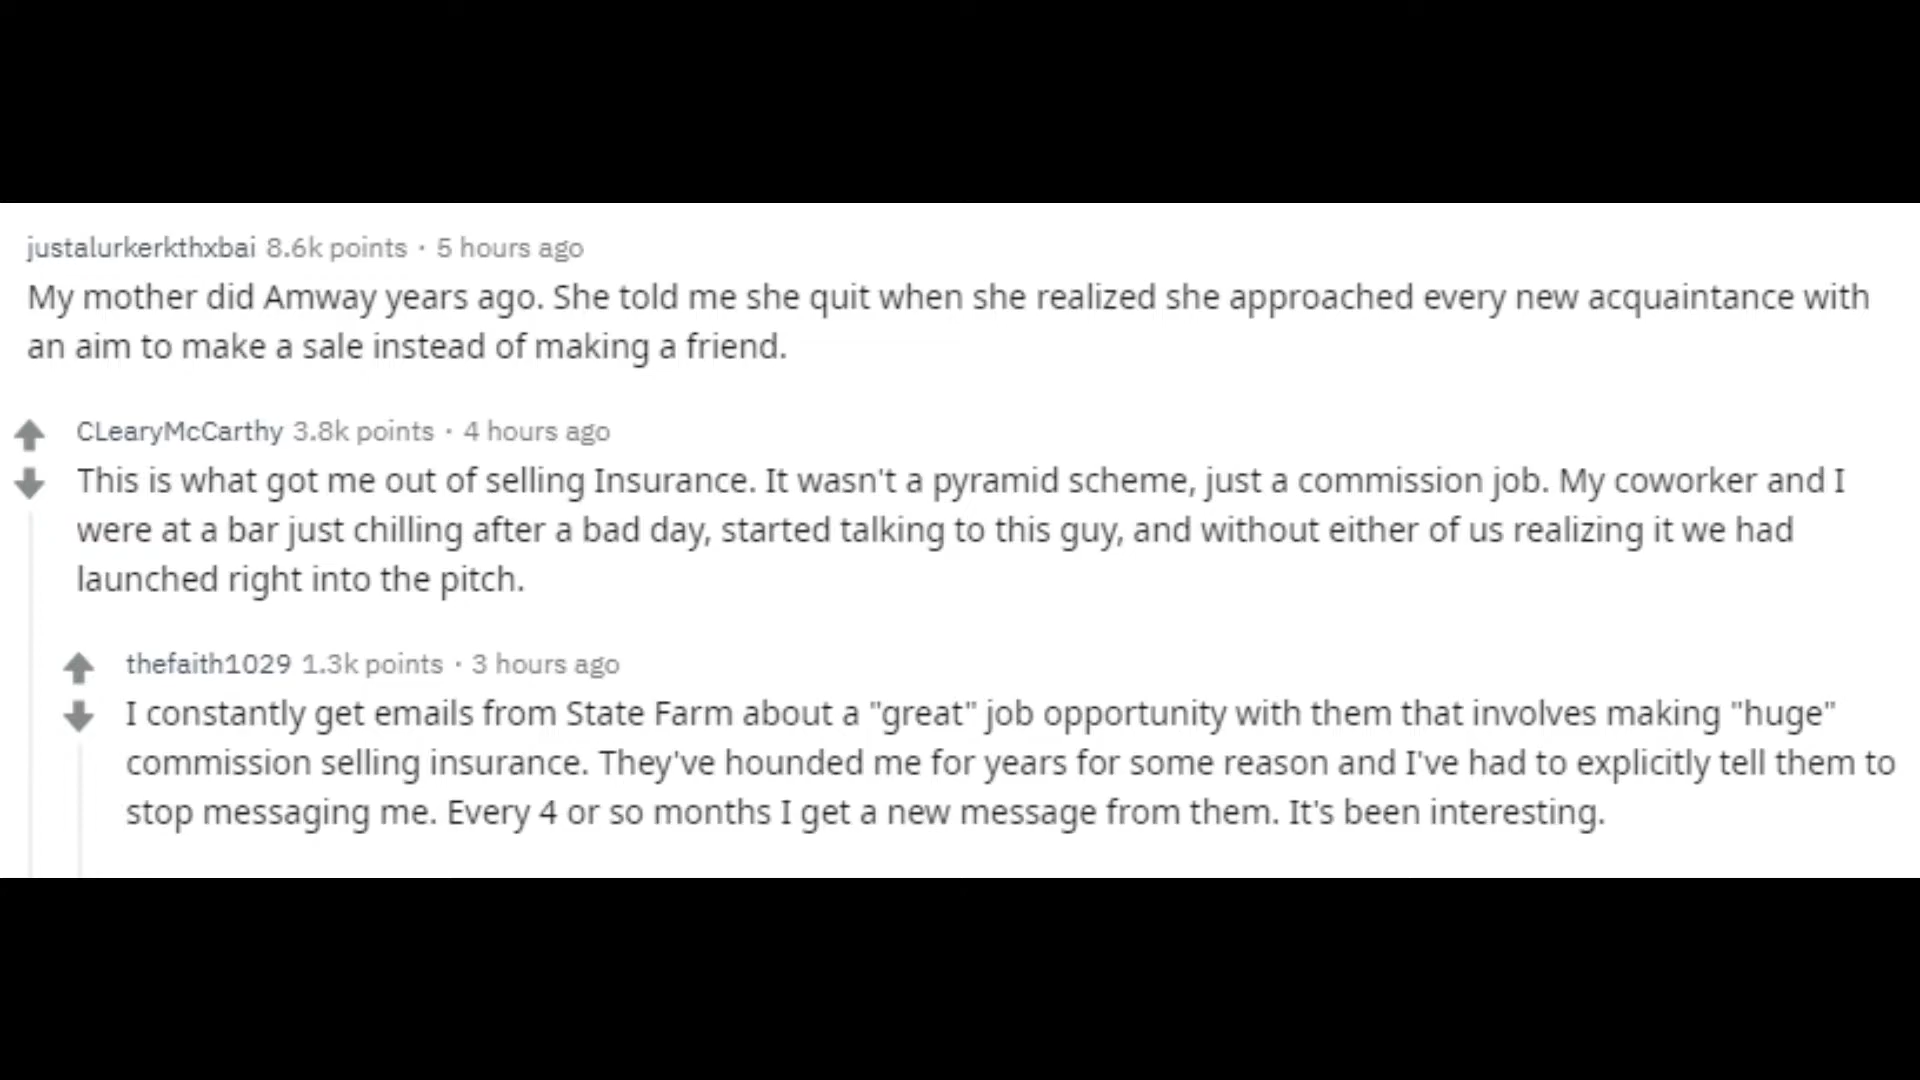 justalurkerkthxbai 8.6k points · 5 hours ago
My mother did Amway years ago. She told me she quit when she realized she approached every new acquaintance with
an aim to make a sale instead of making a friend.
CLearyMcCarthy 3.8k points · 4 hours ago
This is what got me out of selling Insurance. It wasn't a pyramid scheme, just a commission job. My coworker and I
were at a bar just chilling after a bad day, started talking to this guy, and without either of us realizing it we had
launched right into the pitch.
thefaith1029 1.3k points · 3 hours ago
I constantly get emails from State Farm about a "great" job opportunity with them that involves making "huge"
commission selling insurance. They've hounded me for years for some reason and I've had to explicitly tell them to
stop messaging me. Every 4 or so months I get a new message from them. It's been interesting.